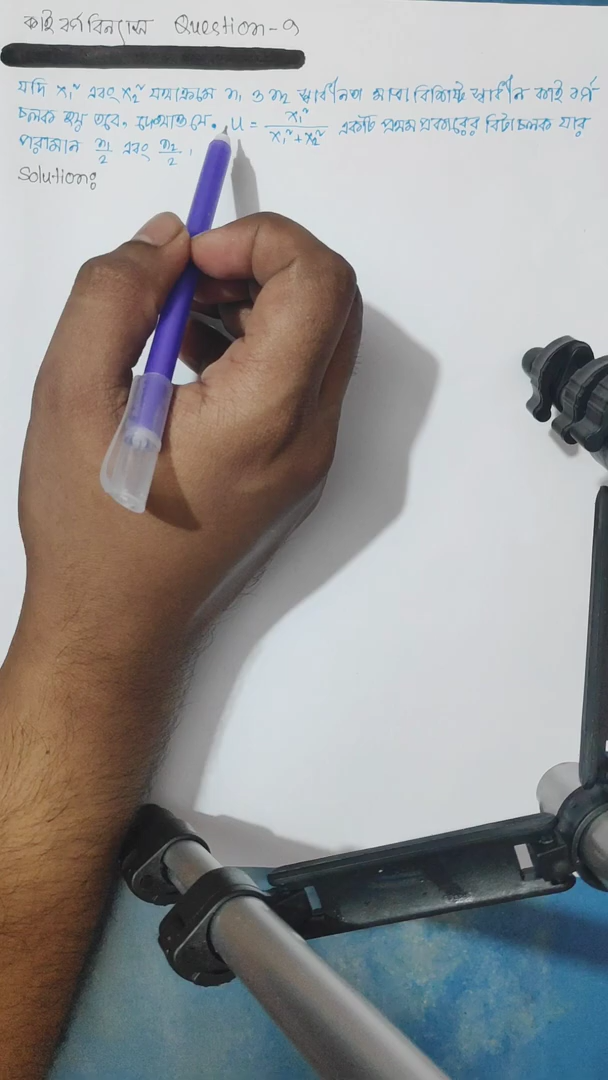 কাই বর্গ বিন্যাস Question-৯
যদি x₁² এবং x₂² যথাক্রমে n₁ ও n₂ স্বাধীনতা মাত্রা বিশিষ্ট স্বাধীন কাই বর্গ
চলক হয় তবে, দেখাও যে, u = x₁²/(x₁²+x₂²) একটি প্রথম প্রকারের বিটা চলক যার
পরামান n₁/2 এবং n₂/2 ।
Solution: